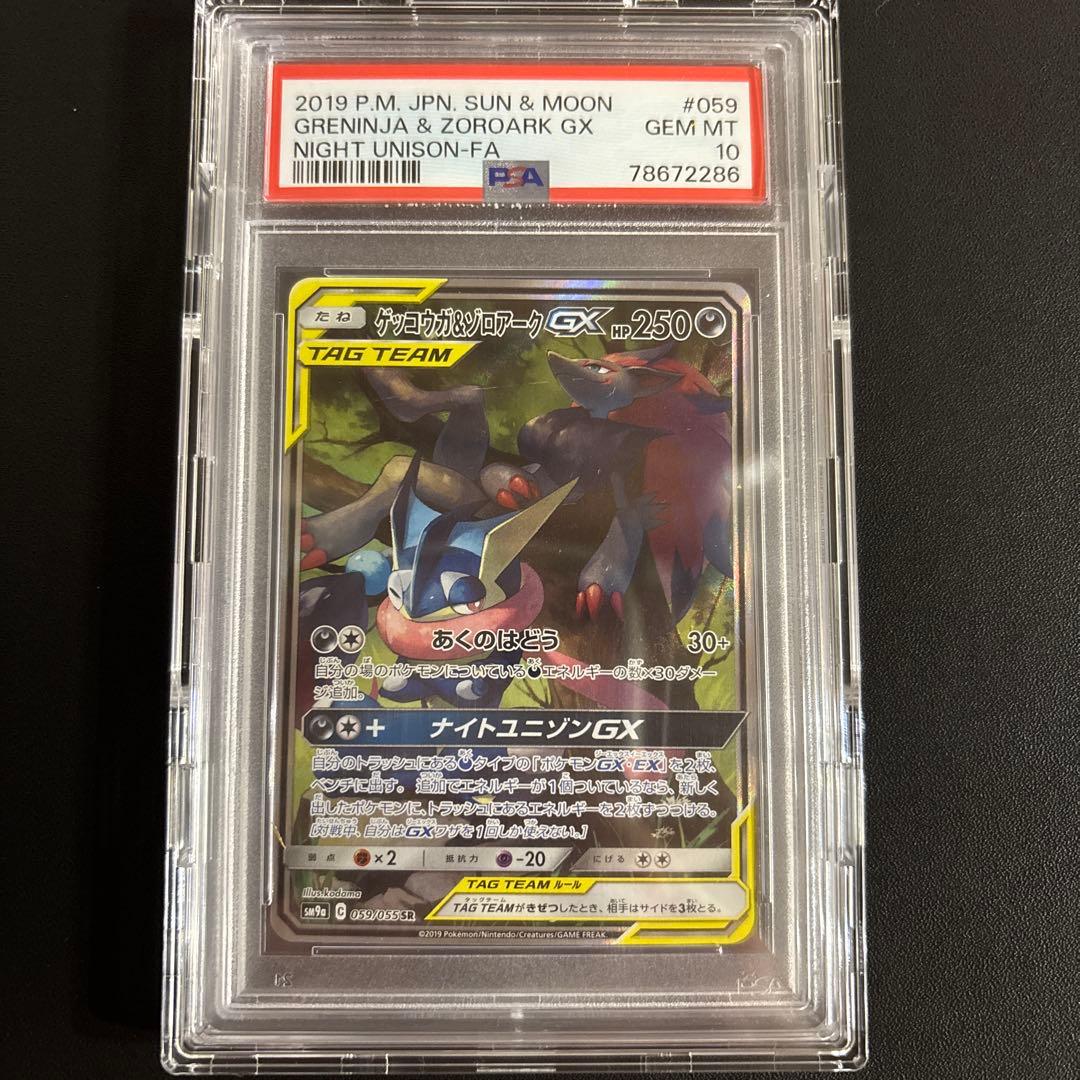 2019 P.M. JPN. SUN & MOON #059
GRENINJA & ZOROARK GX GEM MT
NIGHT UNISON-FA 10
PSA 78672286
たね ゲッコウガ&ゾロアークGX HP250
TAG TEAM
あくのはどう 30+
自分の場のポケモンについているエネルギーの数×30ダメー
ジ追加。
+ ナイトユニゾンGX
自分のトラッシュにあるタイプの「ポケモンGX・EX」を2枚、
ベンチに出す。追加でエネルギーが1個ついているなら、新しく
出したポケモンに、トラッシュにあるエネルギーを2枚ずつつける。
[対戦中、自分はGXワザを1回しか使えない。]
弱点 ×2 抵抗力 -20 にげる
Illus.kodama
TAG TEAM ルール
TAG TEAMがきぜつしたとき、相手はサイドを3枚とる。
SM9a C 059/055 SR
©2019 Pokémon/Nintendo/Creatures/GAME FREAK.